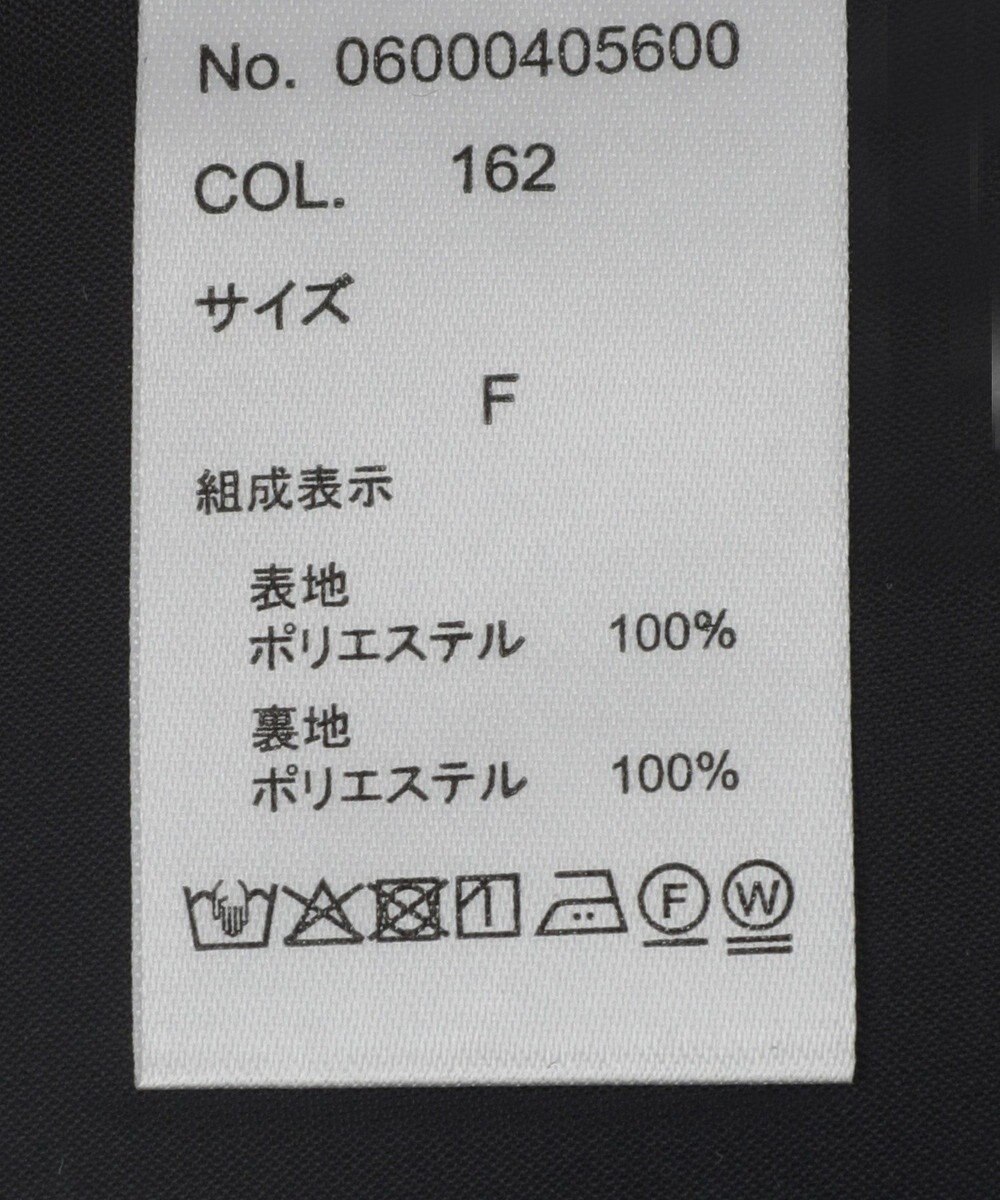 No. 06000405600
COL. 162
サイズ
F
組成表示
表地
ポリエステル 100%
裏地
ポリエステル 100%
F W